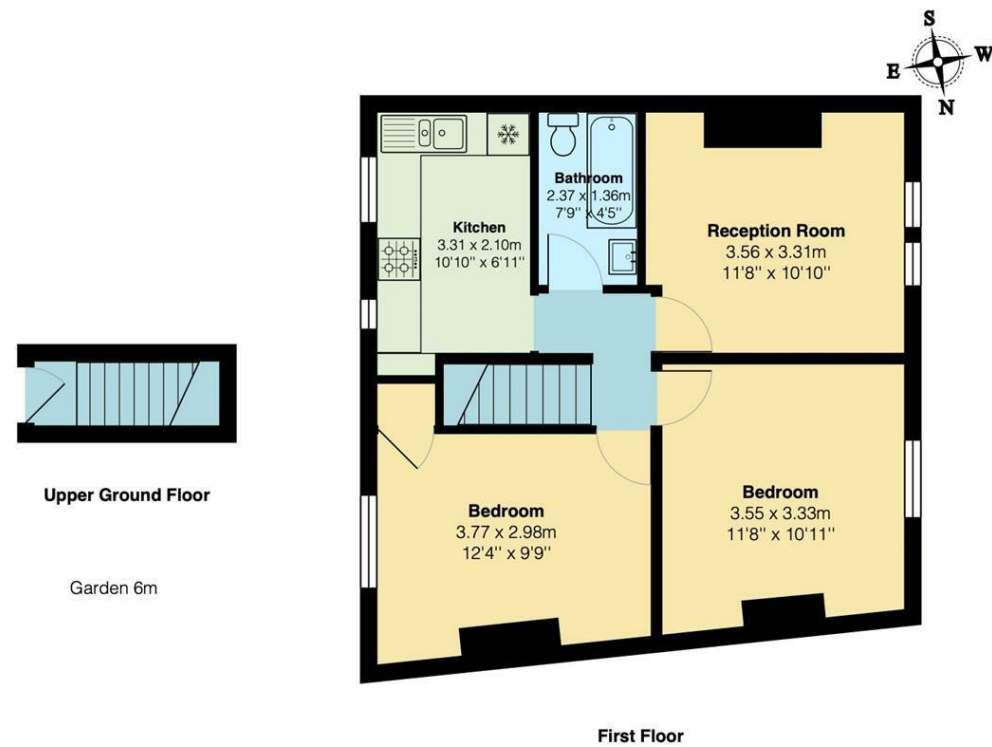 S
E
W
N
Kitchen
3.31 x 2.10m
10'10" x 6'11"
Bathroom
2.37 x 1.36m
7'9" x 4'5"
Reception Room
3.56 x 3.31m
11'8" x 10'10"
Upper Ground Floor
Garden 6m
Bedroom
3.77 x 2.98m
12'4" x 9'9"
Bedroom
3.55 x 3.33m
11'8" x 10'11"
First Floor